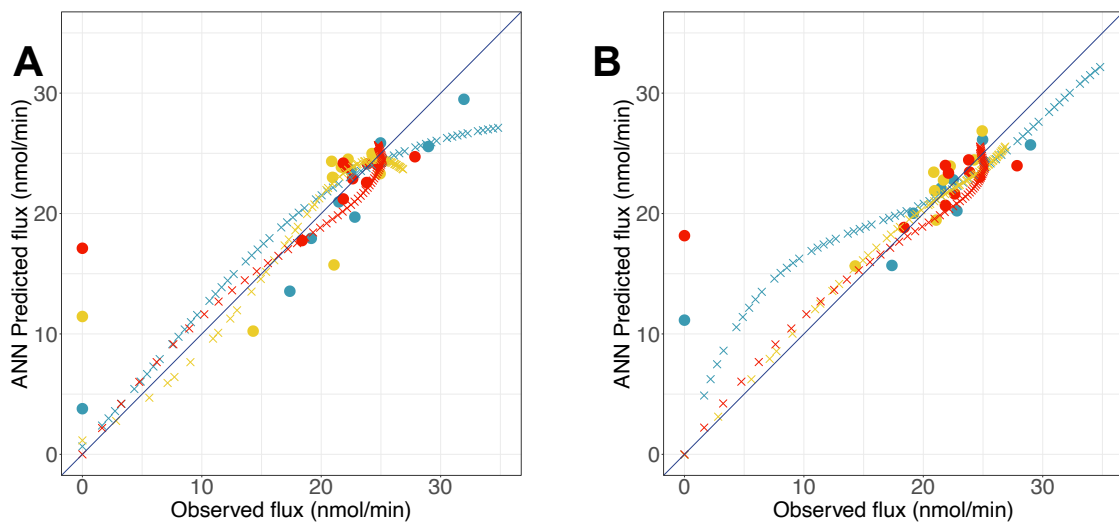 A
ANN Predicted flux (nmol/min)
30
20
10
0
0 10 20 30
Observed flux (nmol/min)
B
ANN Predicted flux (nmol/min)
30
20
10
0
0 10 20 30
Observed flux (nmol/min)